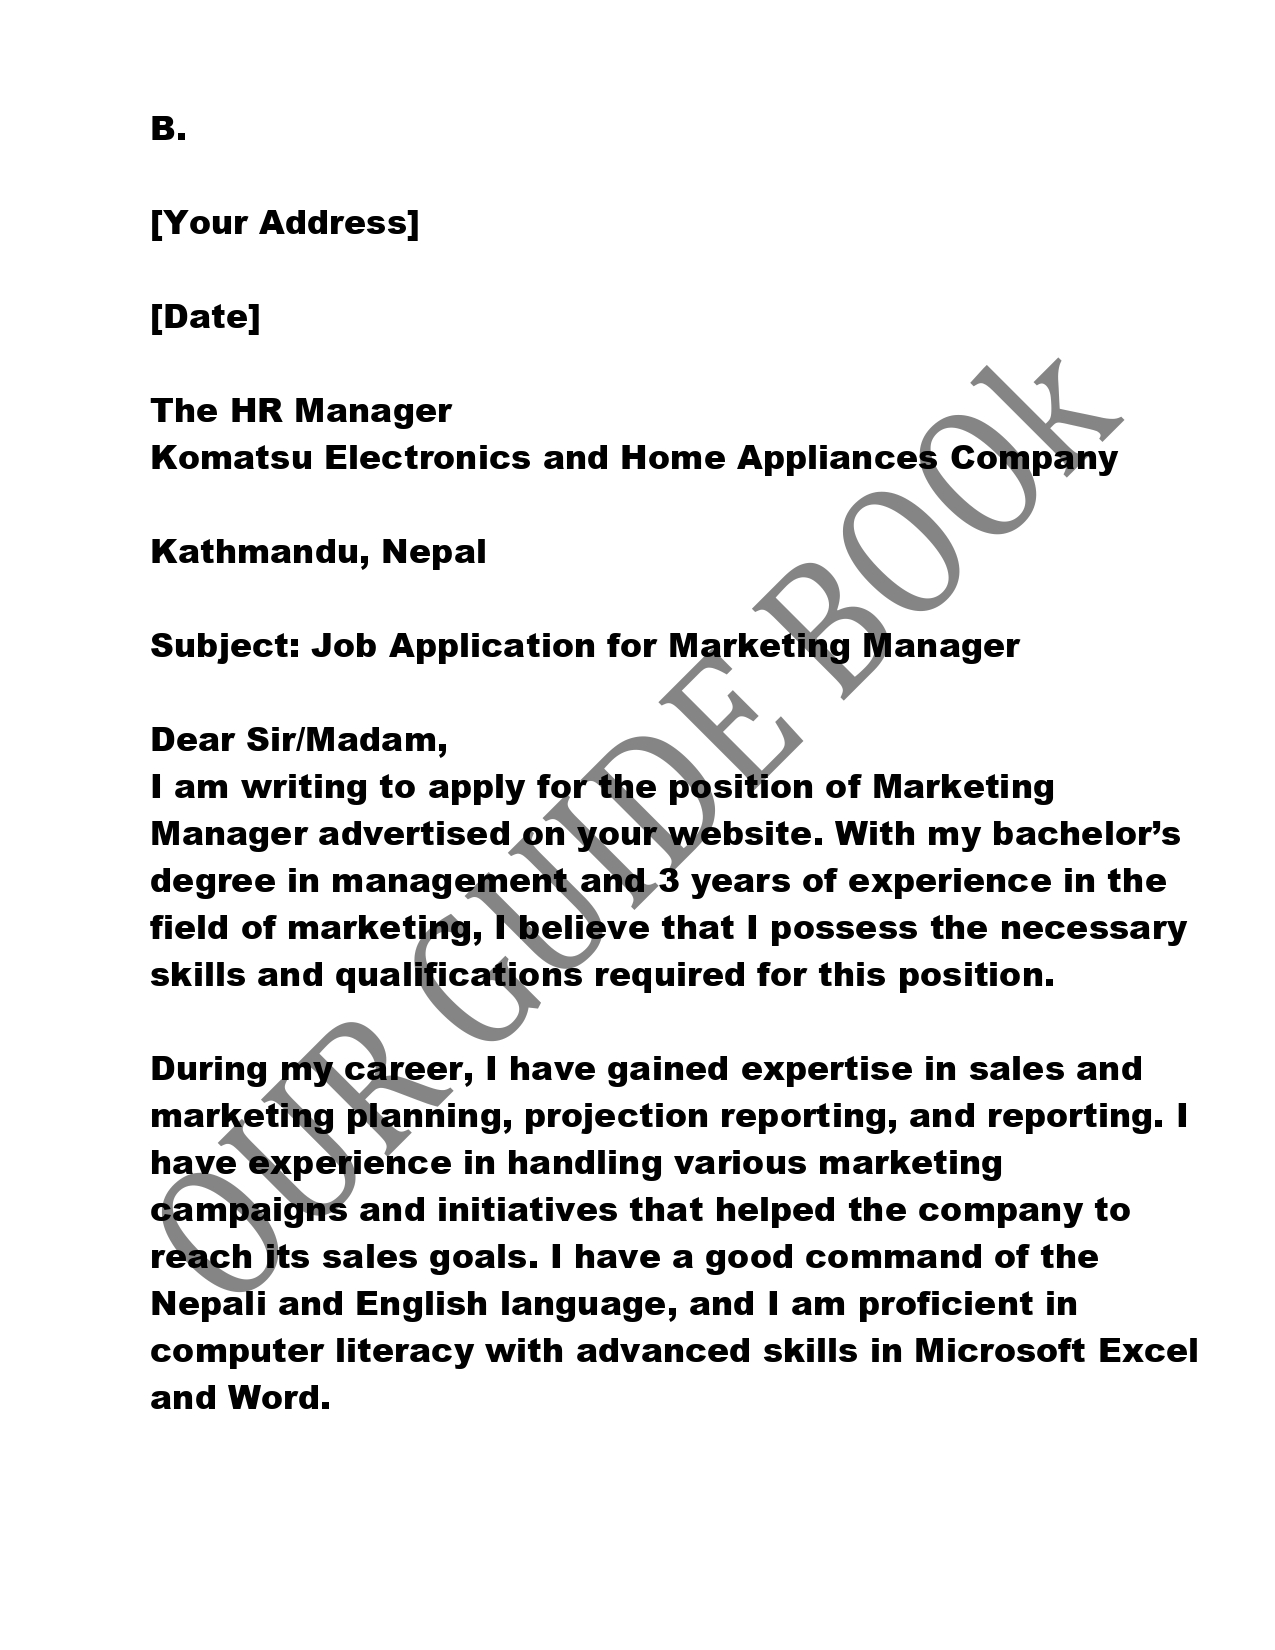 B.
[Your Address]
[Date]
The HR Manager
Komatsu Electronics and Home Appliances Company
Kathmandu, Nepal
Subject: Job Application for Marketing Manager
Dear Sir/Madam,
I am writing to apply for the position of Marketing
Manager advertised on your website. With my bachelor’s
degree in management and 3 years of experience in the
field of marketing, I believe that I possess the necessary
skills and qualifications required for this position.
During my career, I have gained expertise in sales and
marketing planning, projection reporting, and reporting. I
have experience in handling various marketing
campaigns and initiatives that helped the company to
reach its sales goals. I have a good command of the
Nepali and English language, and I am proficient in
computer literacy with advanced skills in Microsoft Excel
and Word.
OUR GUIDE BOOk